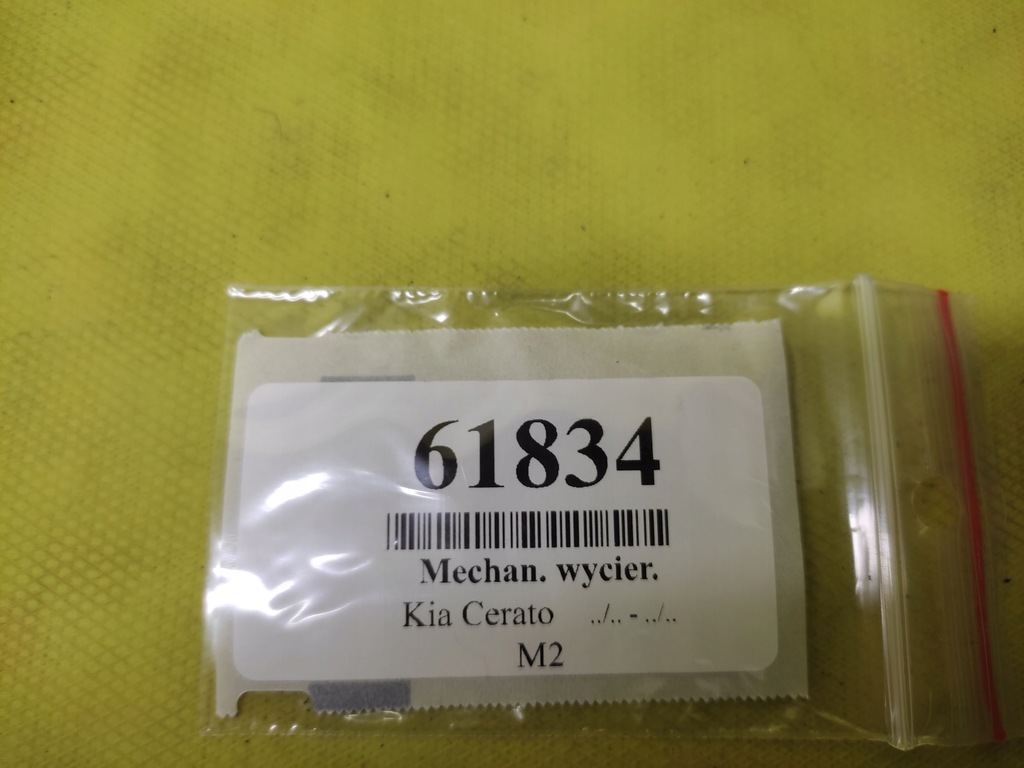 61834
Mechan. wycier.
Kia Cerato ../.. - ../..
M2